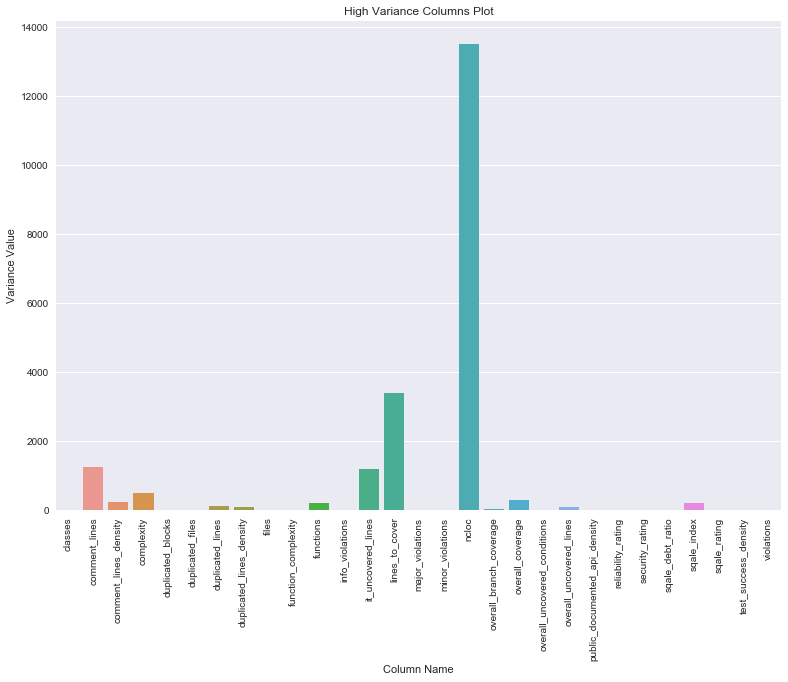 High Variance Columns Plot
14000
12000
10000
8000
6000
4000
2000
0
Variance Value
classes
comment_lines
comment_lines_density
complexity
duplicated_blocks
duplicated_files
duplicated_lines
duplicated_lines_density
files
function_complexity
functions
info_violations
it_uncovered_lines
lines_to_cover
major_violations
minor_violations
ncloc
overall_branch_coverage
overall_coverage
overall_uncovered_conditions
overall_uncovered_lines
public_documented_api_density
reliability_rating
security_rating
sqale_debt_ratio
sqale_index
sqale_rating
test_success_density
violations
Column Name